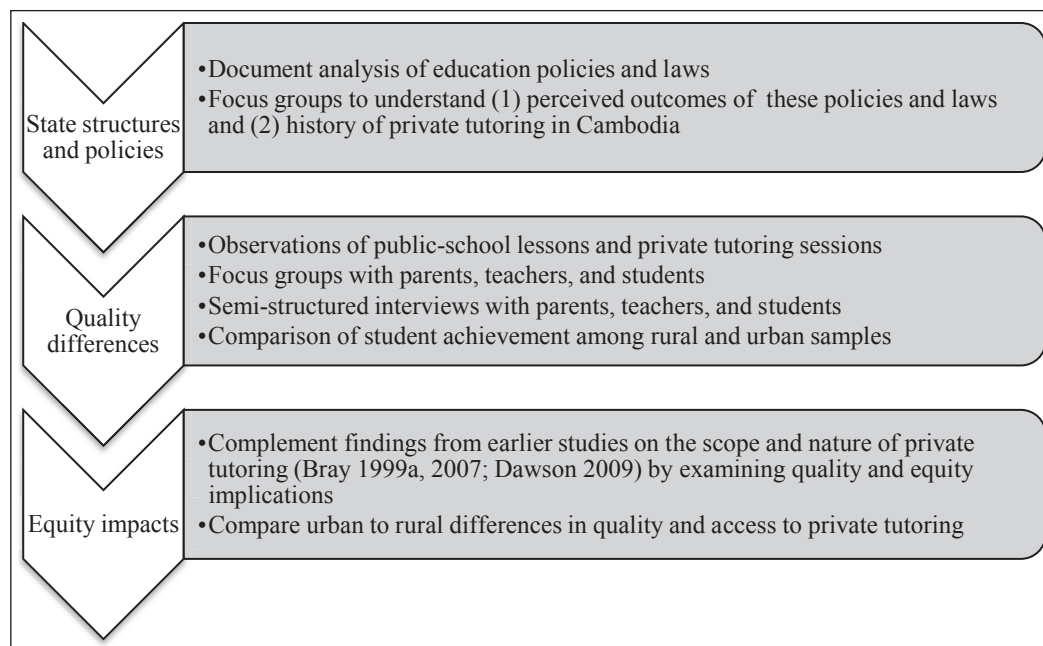 State structures
and policies
•Document analysis of education policies and laws
•Focus groups to understand (1) perceived outcomes of these policies and laws
and (2) history of private tutoring in Cambodia
Quality
differences
•Observations of public-school lessons and private tutoring sessions
•Focus groups with parents, teachers, and students
•Semi-structured interviews with parents, teachers, and students
•Comparison of student achievement among rural and urban samples
Equity impacts
•Complement findings from earlier studies on the scope and nature of private
tutoring (Bray 1999a, 2007; Dawson 2009) by examining quality and equity
implications
•Compare urban to rural differences in quality and access to private tutoring